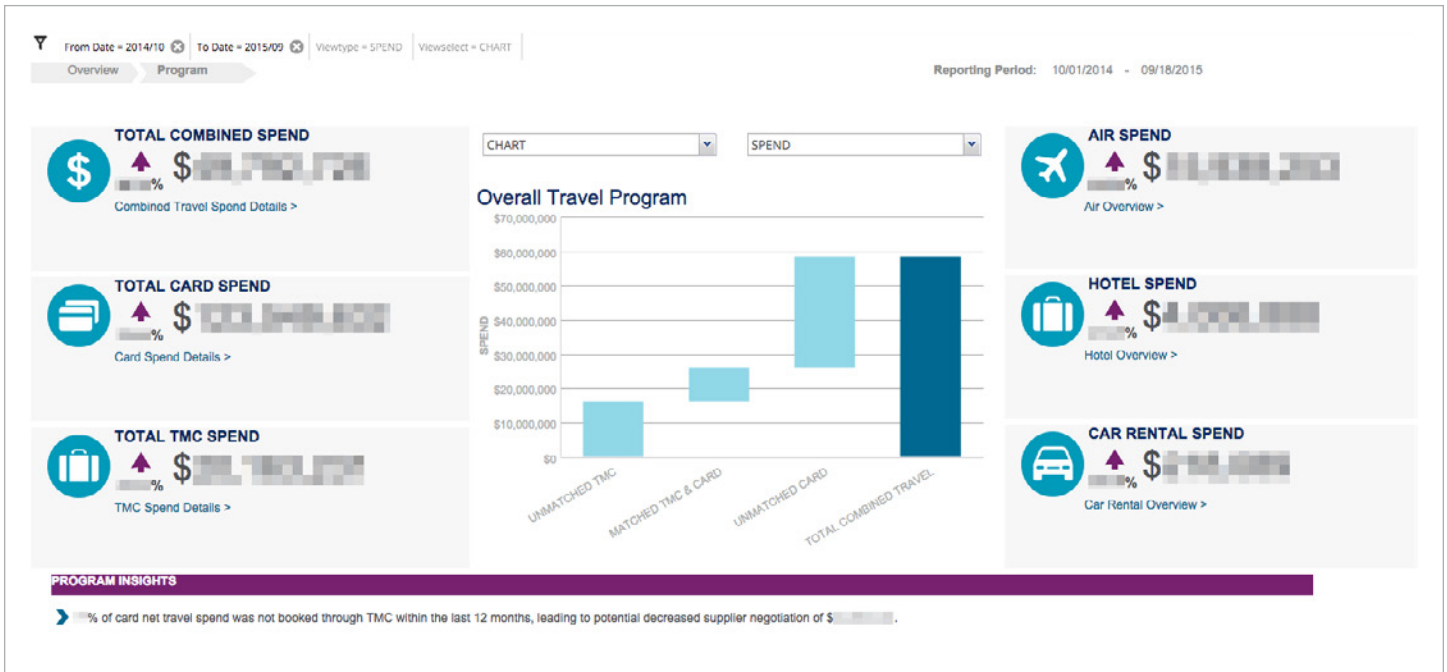 From Date = 2014/10 To Date = 2015/09 Viewtype = SPEND Viewselect = CHART
Overview Program
Reporting Period: 10/01/2014 - 09/18/2015
TOTAL COMBINED SPEND
$
%
Combined Travel Spend Details >
TOTAL CARD SPEND
$
%
Card Spend Details >
TOTAL TMC SPEND
$
%
TMC Spend Details >
CHART SPEND
Overall Travel Program
$70,000,000
$60,000,000
$50,000,000
$40,000,000
$30,000,000
$20,000,000
$10,000,000
$0
SPEND
UNMATCHED TMC
MATCHED TMC & CARD
UNMATCHED CARD
TOTAL COMBINED TRAVEL
AIR SPEND
$
%
Air Overview >
HOTEL SPEND
$
%
Hotel Overview >
CAR RENTAL SPEND
$
%
Car Rental Overview >
PROGRAM INSIGHTS
% of card net travel spend was not booked through TMC within the last 12 months, leading to potential decreased supplier negotiation of $ .